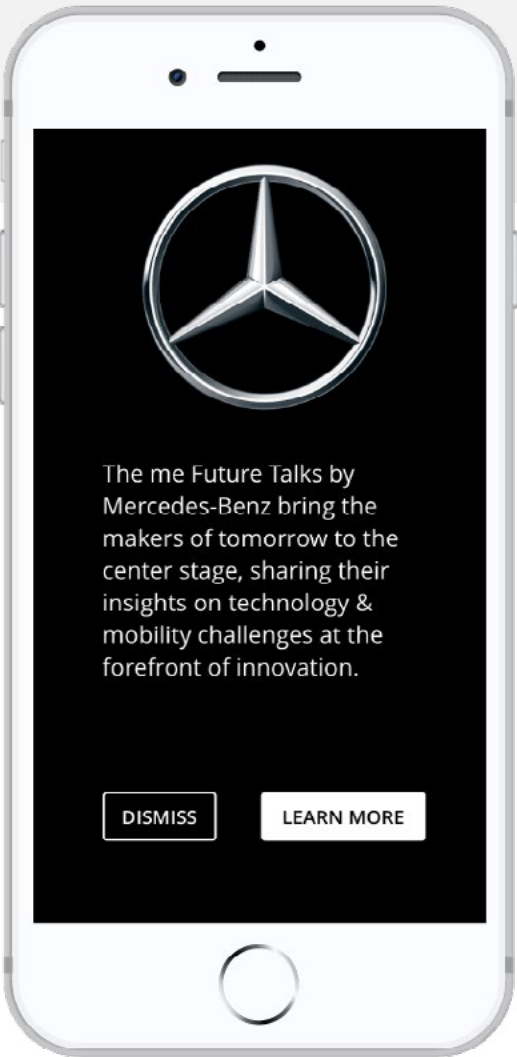 The me Future Talks by
Mercedes-Benz bring the
makers of tomorrow to the
center stage, sharing their
insights on technology &
mobility challenges at the
forefront of innovation.
DISMISS
LEARN MORE